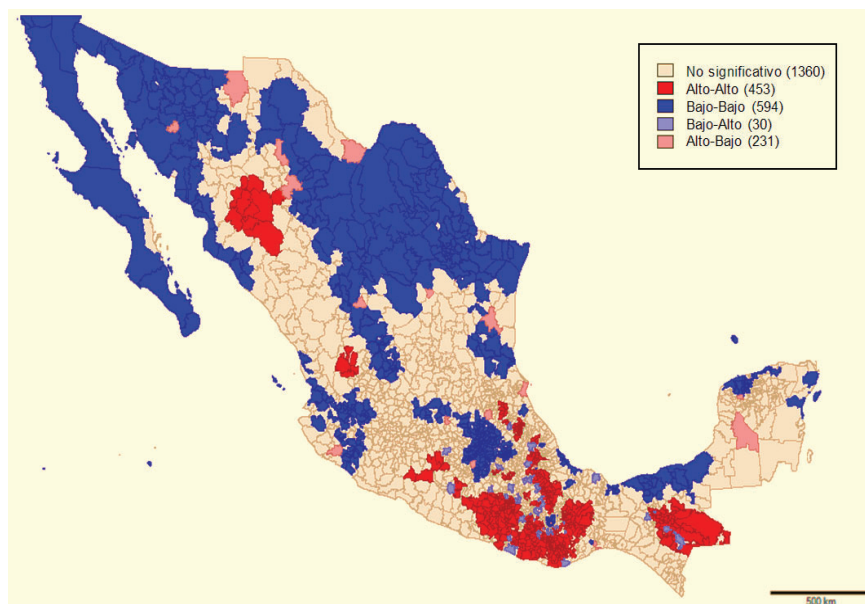 No significativo (1360)
Alto-Alto (453)
Bajo-Bajo (594)
Bajo-Alto (30)
Alto-Bajo (231)
500 km